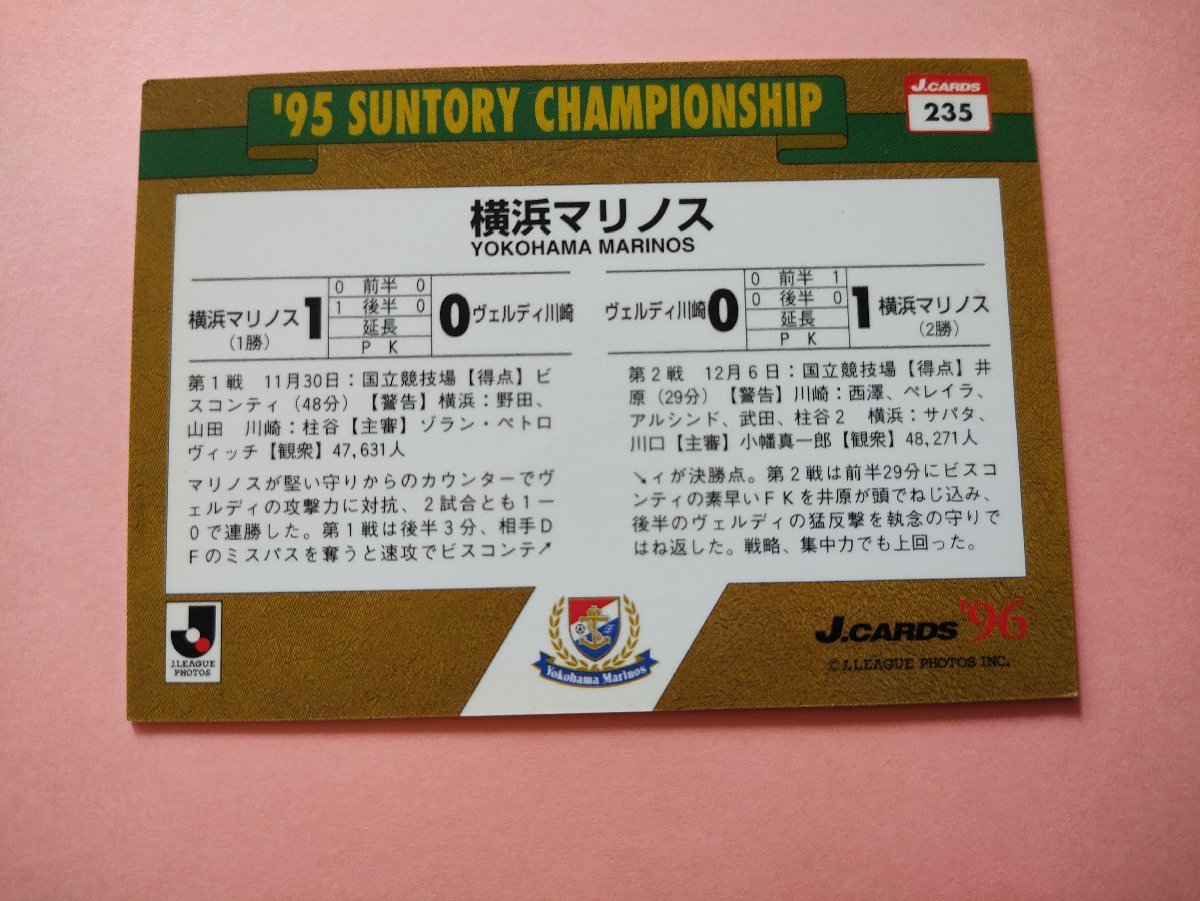 '95 SUNTORY CHAMPIONSHIP
J.CARDS
235
横浜マリノス
YOKOHAMA MARINOS
横浜マリノス
(1勝)
1
0 前半 0
1 後半 0
延長
P K
0
ヴェルディ川崎
第1戦 11月30日：国立競技場【得点】ビ
スコンティ（48分）【警告】横浜：野田、
山田 川崎：柱谷【主審】ゾラン・ペトロ
ヴィッチ【観衆】47,631人
マリノスが堅い守りからのカウンターでヴ
ェルディの攻撃力に対抗、2試合とも1－
0で連勝した。第1戦は後半3分、相手D
Fのミスパスを奪うと速攻でビスコンテ↗
ヴェルディ川崎
0
0 前半 1
0 後半 0
延長
P K
1
横浜マリノス
(2勝)
第2戦 12月6日：国立競技場【得点】井
原（29分）【警告】川崎：西澤、ペレイラ、
アルシンド、武田、柱谷2 横浜：サパタ、
川口【主審】小幡真一郎【観衆】48,271人
↘ィが決勝点。第2戦は前半29分にビスコ
ンティの素早いFKを井原が頭でねじ込み、
後半のヴェルディの猛反撃を執念の守りで
はね返した。戦略、集中力でも上回った。
J.LEAGUE
PHOTOS
Yokohama Marinos
J.CARDS '96
©J.LEAGUE PHOTOS INC.